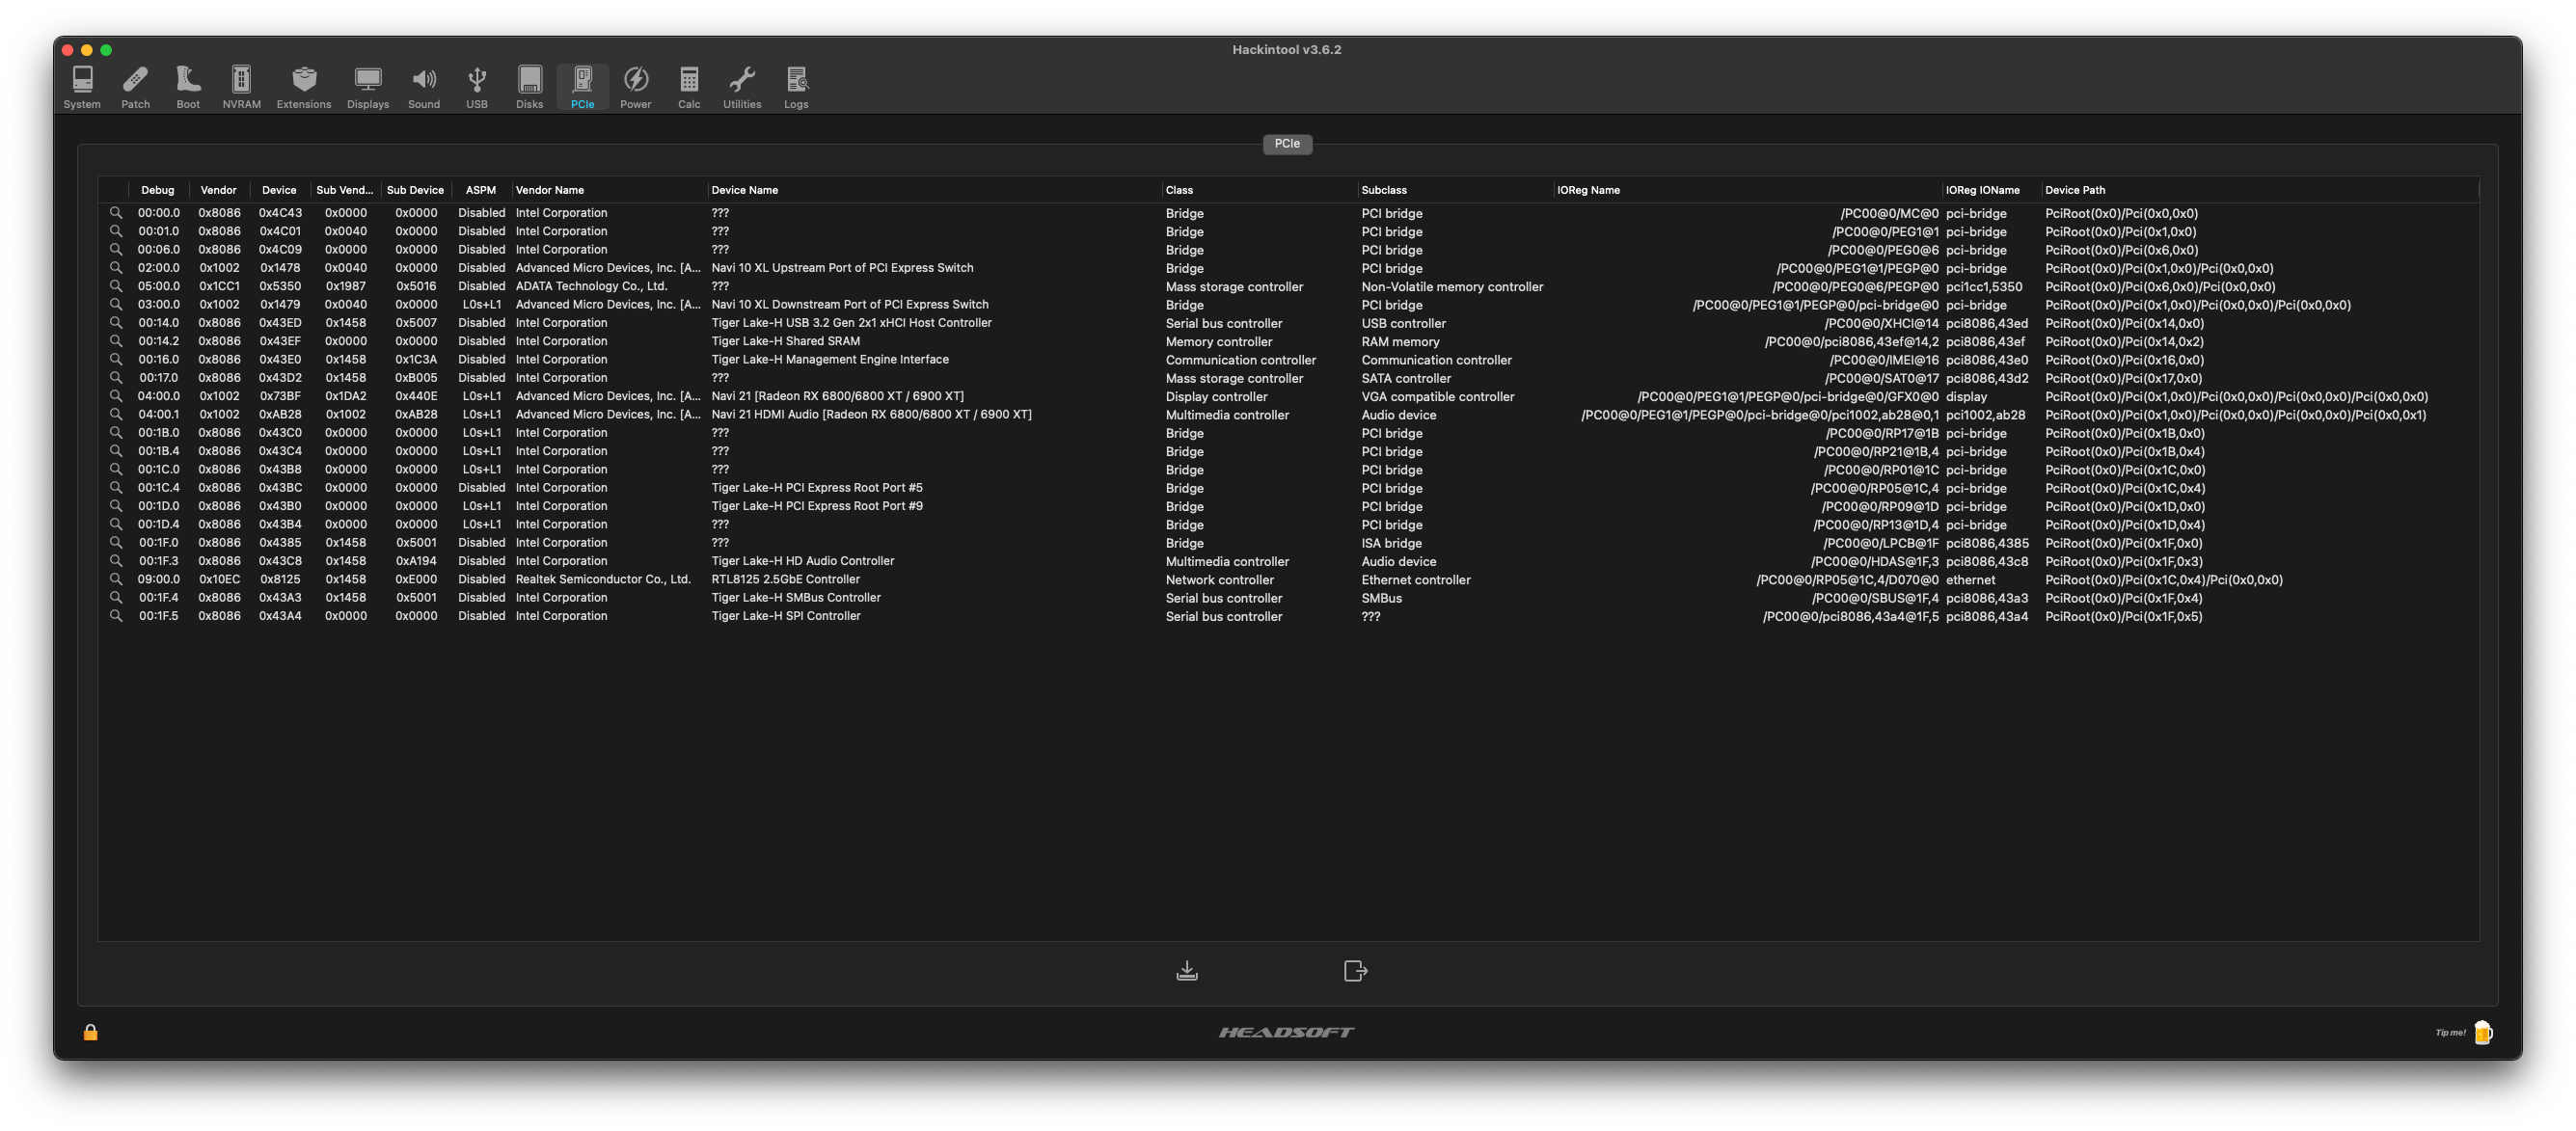 Hackintool v3.6.2
System Patch Boot NVRAM Extensions Displays Sound USB Disks PCIe Power Calc Utilities Logs
PCIe
Debug Vendor Device Sub Vend... Sub Device ASPM Vendor Name Device Name Class Subclass IOReg Name IOReg IOName Device Path
00:00.0 0x8086 0x4C43 0x0000 0x0000 Disabled Intel Corporation ??? Bridge PCI bridge /PC00@0/MC@0 pci-bridge PciRoot(0x0)/Pci(0x0,0x0)
00:01.0 0x8086 0x4C01 0x0040 0x0000 Disabled Intel Corporation ??? Bridge PCI bridge /PC00@0/PEG1@1 pci-bridge PciRoot(0x0)/Pci(0x1,0x0)
00:06.0 0x8086 0x4C09 0x0000 0x0000 Disabled Intel Corporation ??? Bridge PCI bridge /PC00@0/PEG0@6 pci-bridge PciRoot(0x0)/Pci(0x6,0x0)
02:00.0 0x1002 0x1478 0x0040 0x0000 Disabled Advanced Micro Devices, Inc. [A... Navi 10 XL Upstream Port of PCI Express Switch Bridge PCI bridge /PC00@0/PEG1@1/PEGP@0 pci-bridge PciRoot(0x0)/Pci(0x1,0x0)/Pci(0x0,0x0)
05:00.0 0x1CC1 0x5350 0x1987 0x5016 Disabled ADATA Technology Co., Ltd. ??? Mass storage controller Non-Volatile memory controller /PC00@0/PEG0@6/PEGP@0 pci1cc1,5350 PciRoot(0x0)/Pci(0x6,0x0)/Pci(0x0,0x0)
03:00.0 0x1002 0x1479 0x0040 0x0000 L0s+L1 Advanced Micro Devices, Inc. [A... Navi 10 XL Downstream Port of PCI Express Switch Bridge PCI bridge /PC00@0/PEG1@1/PEGP@0/pci-bridge@0 pci-bridge PciRoot(0x0)/Pci(0x1,0x0)/Pci(0x0,0x0)/Pci(0x0,0x0)
00:14.0 0x8086 0x43ED 0x1458 0x5007 Disabled Intel Corporation Tiger Lake-H USB 3.2 Gen 2x1 xHCI Host Controller Serial bus controller USB controller /PC00@0/XHCI@14 pci8086,43ed PciRoot(0x0)/Pci(0x14,0x0)
00:14.2 0x8086 0x43EF 0x0000 0x0000 Disabled Intel Corporation Tiger Lake-H Shared SRAM Memory controller RAM memory /PC00@0/pci8086,43ef@14,2 pci8086,43ef PciRoot(0x0)/Pci(0x14,0x2)
00:16.0 0x8086 0x43E0 0x1458 0x1C3A Disabled Intel Corporation Tiger Lake-H Management Engine Interface Communication controller Communication controller /PC00@0/IMEI@16 pci8086,43e0 PciRoot(0x0)/Pci(0x16,0x0)
00:17.0 0x8086 0x43D2 0x1458 0xB005 Disabled Intel Corporation ??? Mass storage controller SATA controller /PC00@0/SAT0@17 pci8086,43d2 PciRoot(0x0)/Pci(0x17,0x0)
04:00.0 0x1002 0x73BF 0x1DA2 0x440E L0s+L1 Advanced Micro Devices, Inc. [A... Navi 21 [Radeon RX 6800/6800 XT / 6900 XT] Display controller VGA compatible controller /PC00@0/PEG1@1/PEGP@0/pci-bridge@0/GFX0@0 display PciRoot(0x0)/Pci(0x1,0x0)/Pci(0x0,0x0)/Pci(0x0,0x0)/Pci(0x0,0x0)
04:00.1 0x1002 0xAB28 0x1002 0xAB28 L0s+L1 Advanced Micro Devices, Inc. [A... Navi 21 HDMI Audio [Radeon RX 6800/6800 XT / 6900 XT] Multimedia controller Audio device /PC00@0/PEG1@1/PEGP@0/pci-bridge@0/pci1002,ab28@0,1 pci1002,ab28 PciRoot(0x0)/Pci(0x1,0x0)/Pci(0x0,0x0)/Pci(0x0,0x0)/Pci(0x0,0x1)
00:1B.0 0x8086 0x43C0 0x0000 0x0000 L0s+L1 Intel Corporation ??? Bridge PCI bridge /PC00@0/RP17@1B pci-bridge PciRoot(0x0)/Pci(0x1B,0x0)
00:1B.4 0x8086 0x43C4 0x0000 0x0000 L0s+L1 Intel Corporation ??? Bridge PCI bridge /PC00@0/RP21@1B,4 pci-bridge PciRoot(0x0)/Pci(0x1B,0x4)
00:1C.0 0x8086 0x43B8 0x0000 0x0000 L0s+L1 Intel Corporation ??? Bridge PCI bridge /PC00@0/RP01@1C pci-bridge PciRoot(0x0)/Pci(0x1C,0x0)
00:1C.4 0x8086 0x43BC 0x0000 0x0000 Disabled Intel Corporation Tiger Lake-H PCI Express Root Port #5 Bridge PCI bridge /PC00@0/RP05@1C,4 pci-bridge PciRoot(0x0)/Pci(0x1C,0x4)
00:1D.0 0x8086 0x43B0 0x0000 0x0000 L0s+L1 Intel Corporation Tiger Lake-H PCI Express Root Port #9 Bridge PCI bridge /PC00@0/RP09@1D pci-bridge PciRoot(0x0)/Pci(0x1D,0x0)
00:1D.4 0x8086 0x43B4 0x0000 0x0000 L0s+L1 Intel Corporation ??? Bridge PCI bridge /PC00@0/RP13@1D,4 pci-bridge PciRoot(0x0)/Pci(0x1D,0x4)
00:1F.0 0x8086 0x4385 0x1458 0x5001 Disabled Intel Corporation ??? Bridge ISA bridge /PC00@0/LPCB@1F pci8086,4385 PciRoot(0x0)/Pci(0x1F,0x0)
00:1F.3 0x8086 0x43C8 0x1458 0xA194 Disabled Intel Corporation Tiger Lake-H HD Audio Controller Multimedia controller Audio device /PC00@0/HDAS@1F,3 pci8086,43c8 PciRoot(0x0)/Pci(0x1F,0x3)
09:00.0 0x10EC 0x8125 0x1458 0xE000 Disabled Realtek Semiconductor Co., Ltd. RTL8125 2.5GbE Controller Network controller Ethernet controller /PC00@0/RP05@1C,4/D070@0 ethernet PciRoot(0x0)/Pci(0x1C,0x4)/Pci(0x0,0x0)
00:1F.4 0x8086 0x43A3 0x1458 0x5001 Disabled Intel Corporation Tiger Lake-H SMBus Controller Serial bus controller SMBus /PC00@0/SBUS@1F,4 pci8086,43a3 PciRoot(0x0)/Pci(0x1F,0x4)
00:1F.5 0x8086 0x43A4 0x0000 0x0000 Disabled Intel Corporation Tiger Lake-H SPI Controller Serial bus controller ??? /PC00@0/pci8086,43a4@1F,5 pci8086,43a4 PciRoot(0x0)/Pci(0x1F,0x5)
HEADSOFT
Tip me!